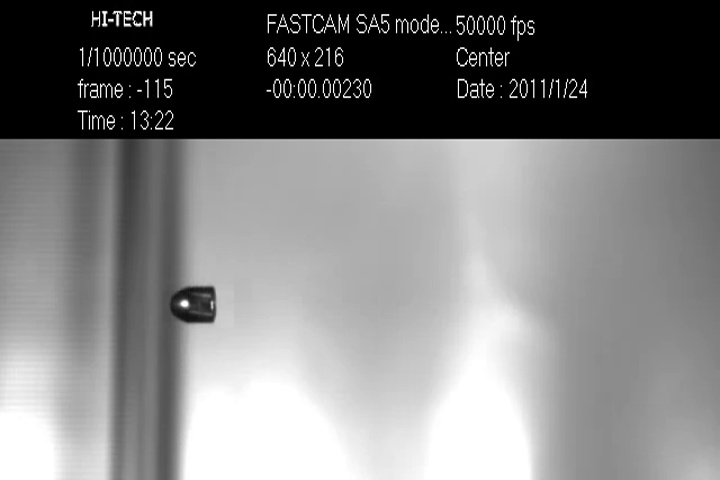 HI-TECH FASTCAM SA5 mode... 50000 fps
1/1000000 sec 640 x 216 Center
frame : -115 -00:00.00230 Date : 2011/1/24
Time : 13:22